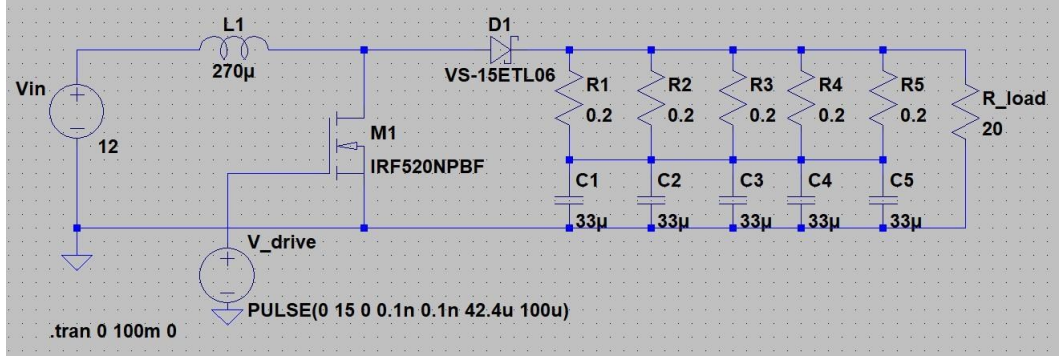 L1
270µ
D1
VS-15ETL06
Vin
12
M1
IRF520NPBF
R1
0.2
R2
0.2
R3
0.2
R4
0.2
R5
0.2
R_load
20
C1
33µ
C2
33µ
C3
33µ
C4
33µ
C5
33µ
V_drive
PULSE(0 15 0 0.1n 0.1n 42.4u 100u)
.tran 0 100m 0